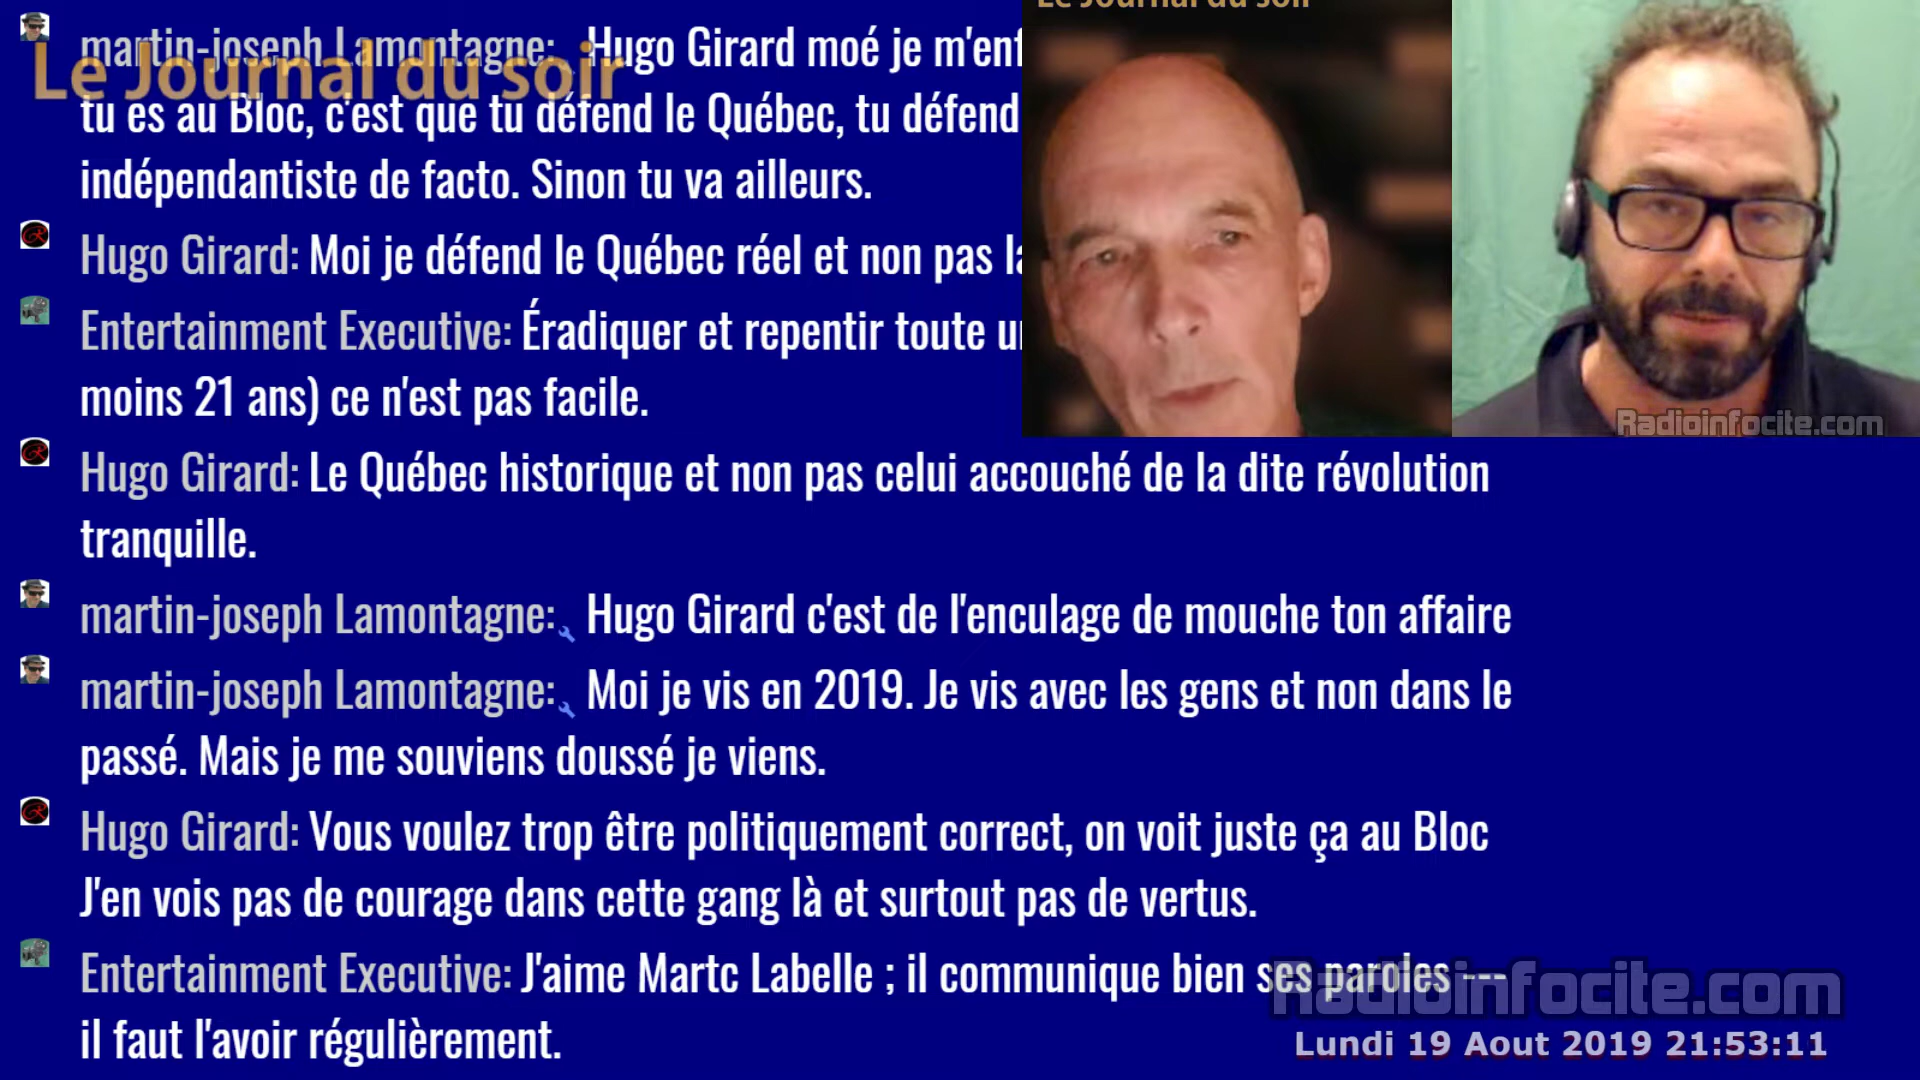 Le Journal du soir
martin-joseph Lamontagne: Hugo Girard moé je m'enf
tu es au Bloc, c'est que tu défend le Québec, tu défend
indépendantiste de facto. Sinon tu va ailleurs.
Hugo Girard: Moi je défend le Québec réel et non pas la
Entertainment Executive: Éradiquer et repentir toute un
moins 21 ans) ce n'est pas facile.
Hugo Girard: Le Québec historique et non pas celui accouché de la dite révolution
tranquille.
martin-joseph Lamontagne: Hugo Girard c'est de l'enculage de mouche ton affaire
martin-joseph Lamontagne: Moi je vis en 2019. Je vis avec les gens et non dans le
passé. Mais je me souviens doussé je viens.
Hugo Girard: Vous voulez trop être politiquement correct, on voit juste ça au Bloc
J'en vois pas de courage dans cette gang là et surtout pas de vertus.
Entertainment Executive: J'aime Martc Labelle ; il communique bien ses paroles ---
il faut l'avoir régulièrement.
Le Journal du soir
Radioinfocite.com
Radioinfocite.com
Lundi 19 Aout 2019 21:53:11